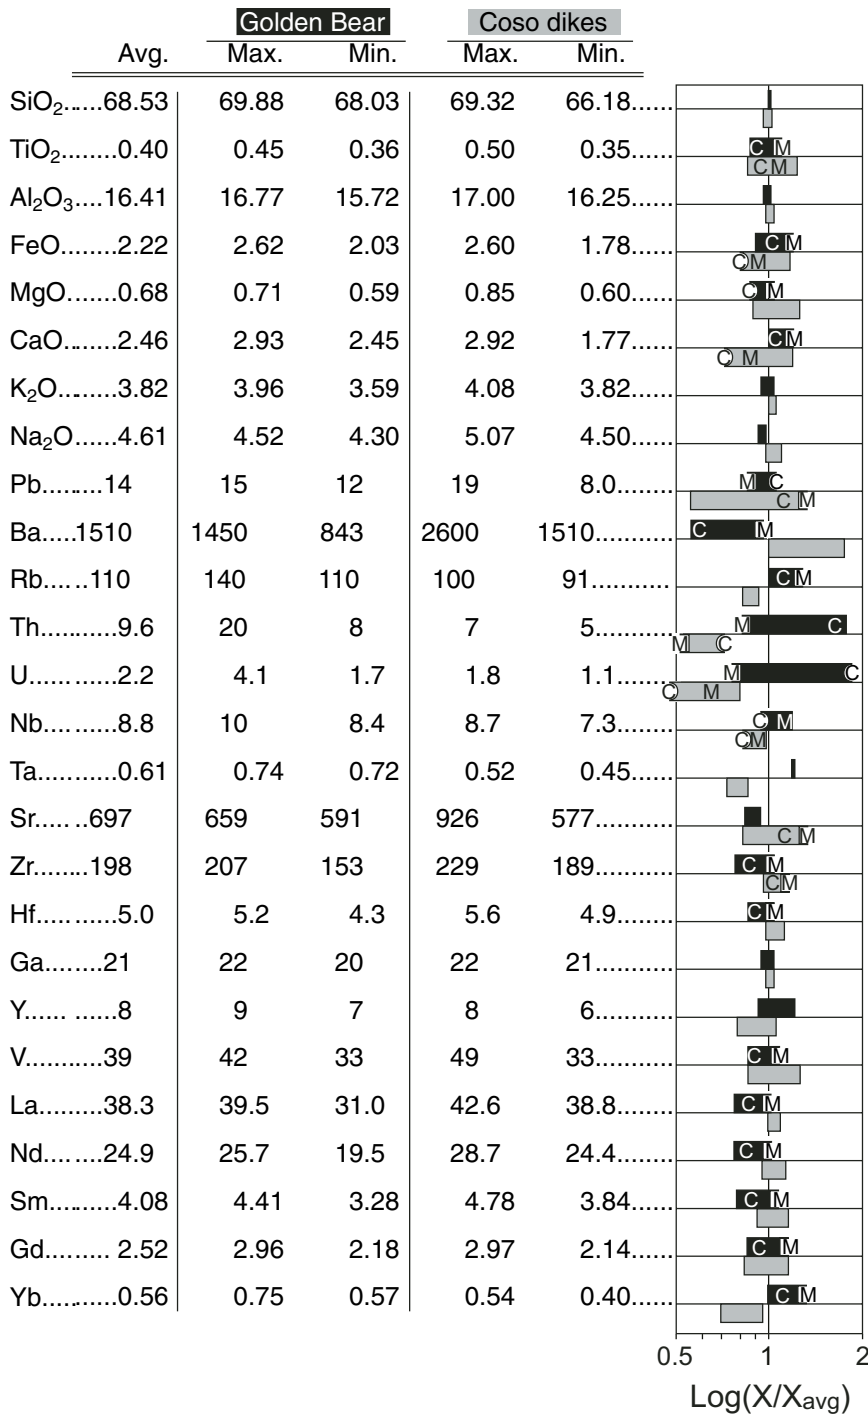 Golden Bear Coso dikes
Avg. Max. Min. Max. Min.
SiO₂......68.53 69.88 68.03 69.32 66.18......
TiO₂........0.40 0.45 0.36 0.50 0.35...... C M
C M
Al₂O₃....16.41 16.77 15.72 17.00 16.25......
FeO........2.22 2.62 2.03 2.60 1.78...... C M
C M
MgO.......0.68 0.71 0.59 0.85 0.60...... C M
CaO.......2.46 2.93 2.45 2.92 1.77...... C M
C M
K₂O........3.82 3.96 3.59 4.08 3.82......
Na₂O......4.61 4.52 4.30 5.07 4.50......
Pb.........14 15 12 19 8.0...... M C
C M
Ba.....1510 1450 843 2600 1510........... C M
Rb......110 140 110 100 91........... C M
Th...........9.6 20 8 7 5........... M C
M C
U............2.2 4.1 1.7 1.8 1.1........ M C
C M
Nb..........8.8 10 8.4 8.7 7.3........ C M
C M
Ta..........0.61 0.74 0.72 0.52 0.45......
Sr.......697 659 591 926 577...........
C M
Zr........198 207 153 229 189........... C M
C M
Hf...........5.0 5.2 4.3 5.6 4.9........ C M
Ga........21 22 20 22 21...........
Y............8 9 7 8 6...........
V...........39 42 33 49 33........... C M
La..........38.3 39.5 31.0 42.6 38.8........ C M
Nd........24.9 25.7 19.5 28.7 24.4........ C M
Sm..........4.08 4.41 3.28 4.78 3.84...... C M
Gd......... 2.52 2.96 2.18 2.97 2.14...... C M
Yb...........0.56 0.75 0.57 0.54 0.40...... C M
0.5 1 2
Log(X/Xavg)